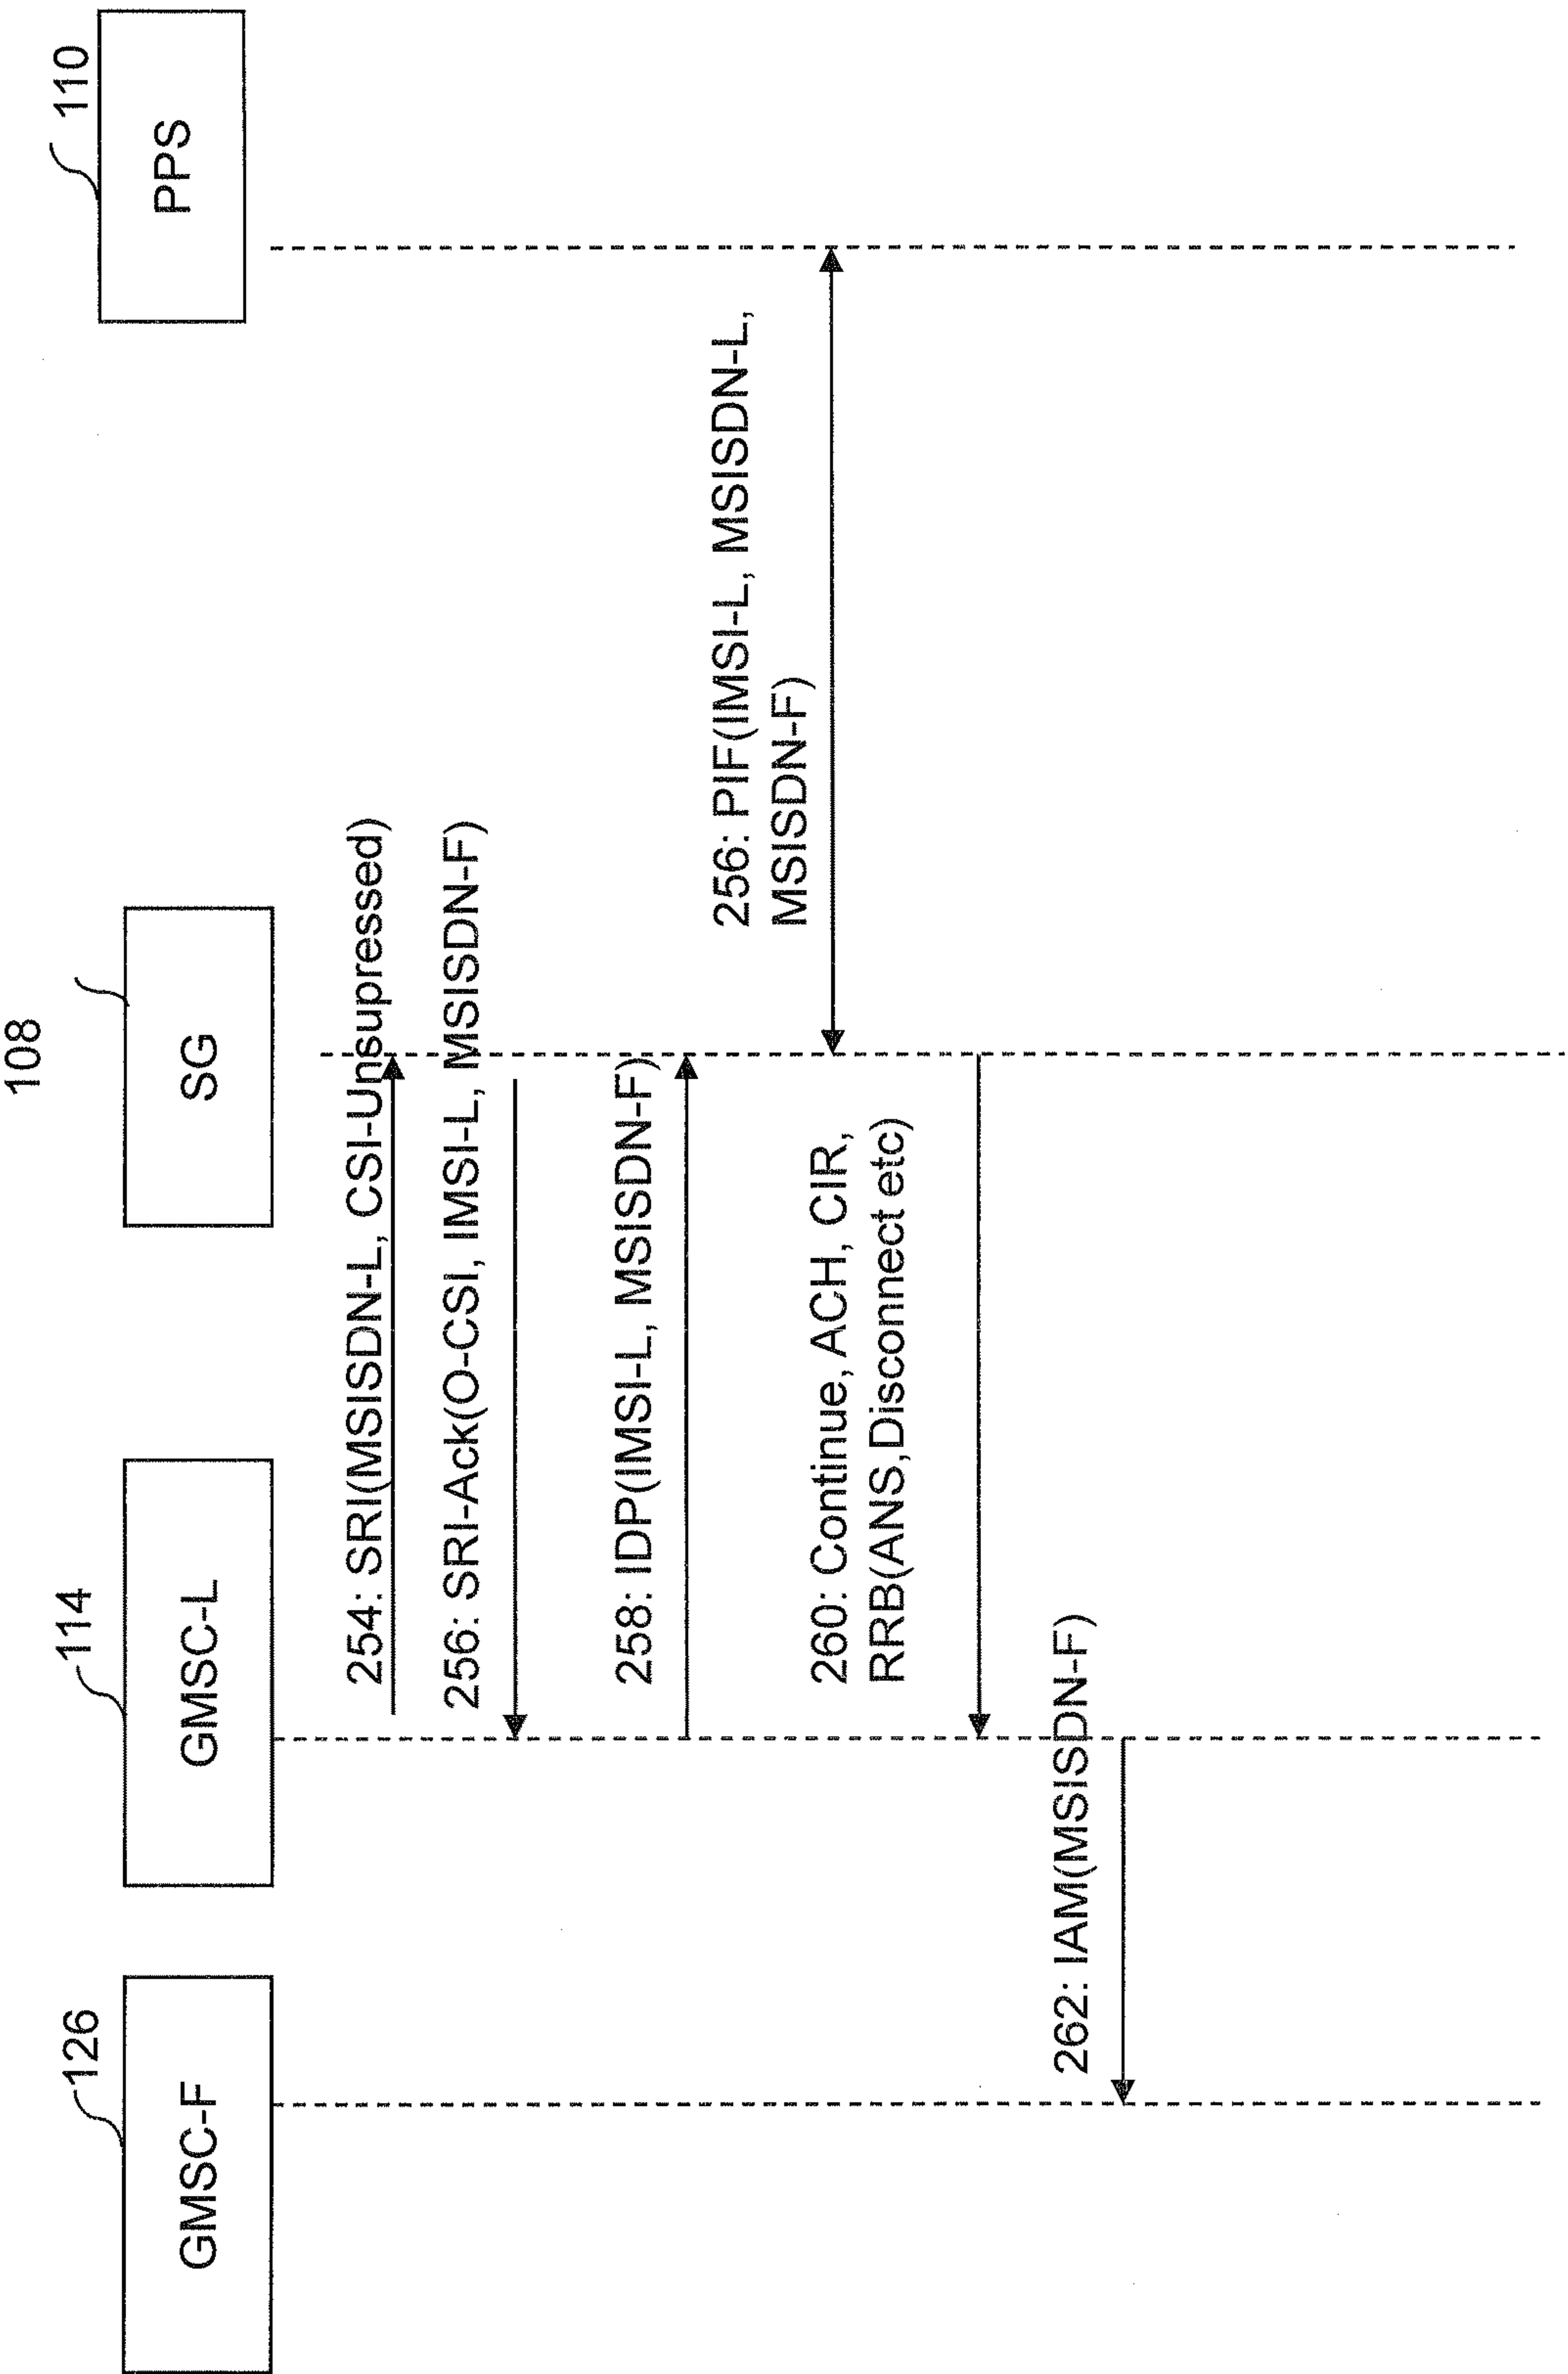 126
114
108
110
GMSC-F
GMSC-L
SG
PPS
254: SRI(MSISDN-L, CSI-Unsupressed)
256: SRI-Ack(O-CSI, IMSI-L, MSISDN-F)
258: IDP(IMSI-L, MSISDN-F)
256: PIF(IMSI-L, MSISDN-L,
MSISDN-F)
260: Continue, ACH, CIR,
RRB(ANS,Disconnect etc)
262: IAM(MSISDN-F)